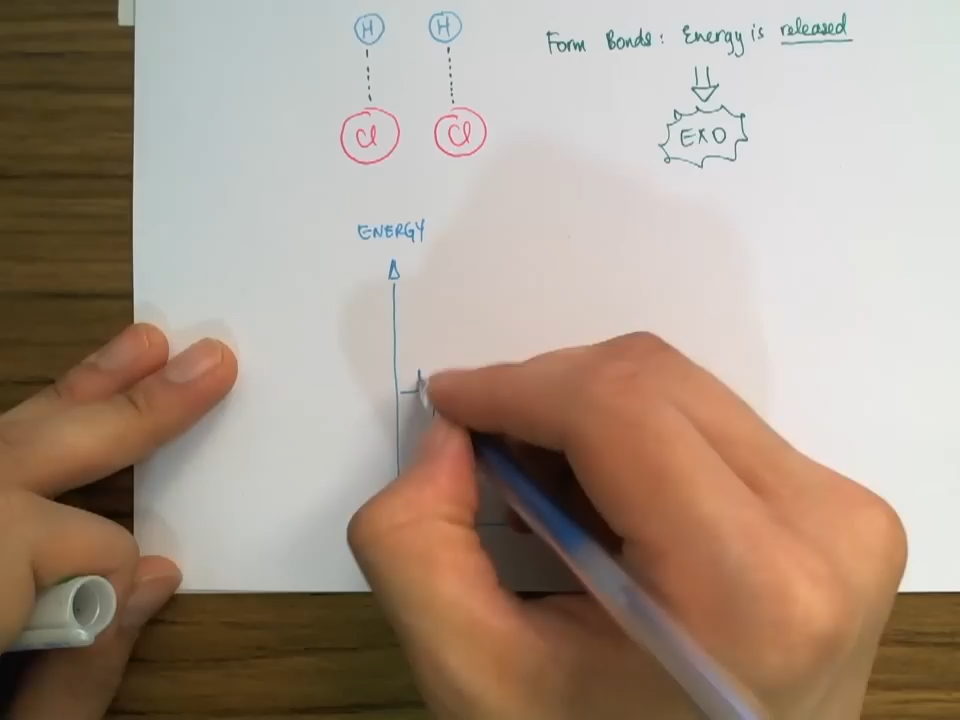 H H
Cl Cl
Form Bonds: Energy is released
EXO
ENERGY